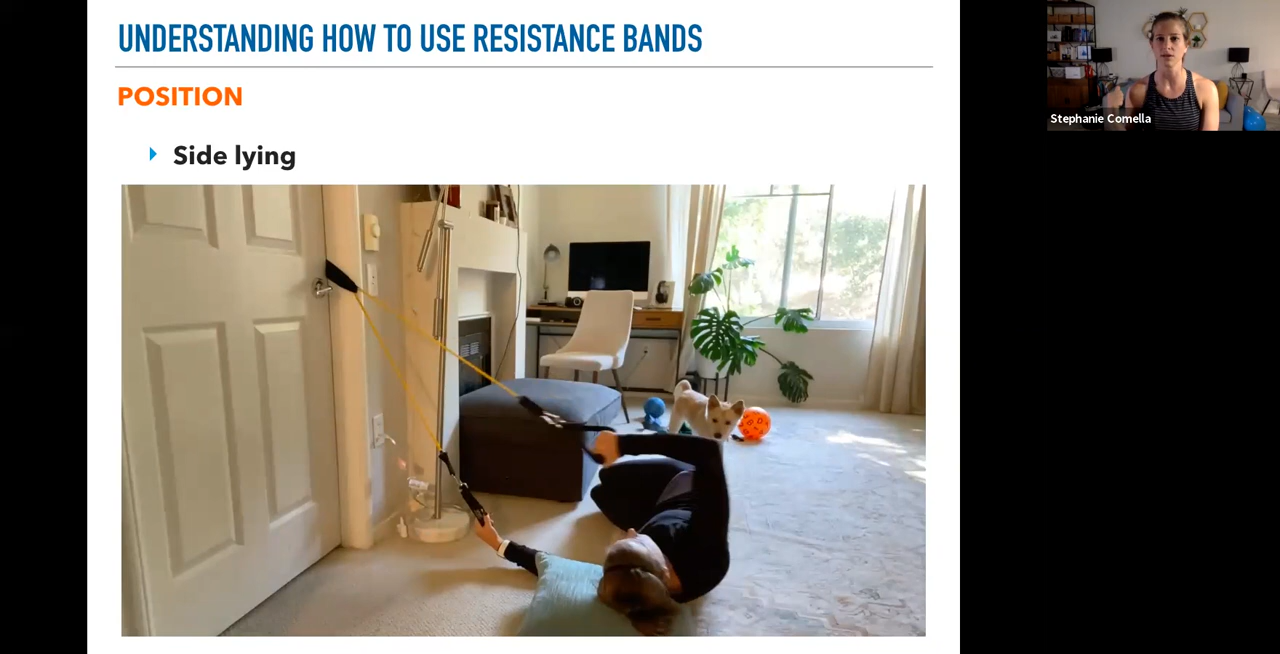 UNDERSTANDING HOW TO USE RESISTANCE BANDS
POSITION
Side lying
Stephanie Comella